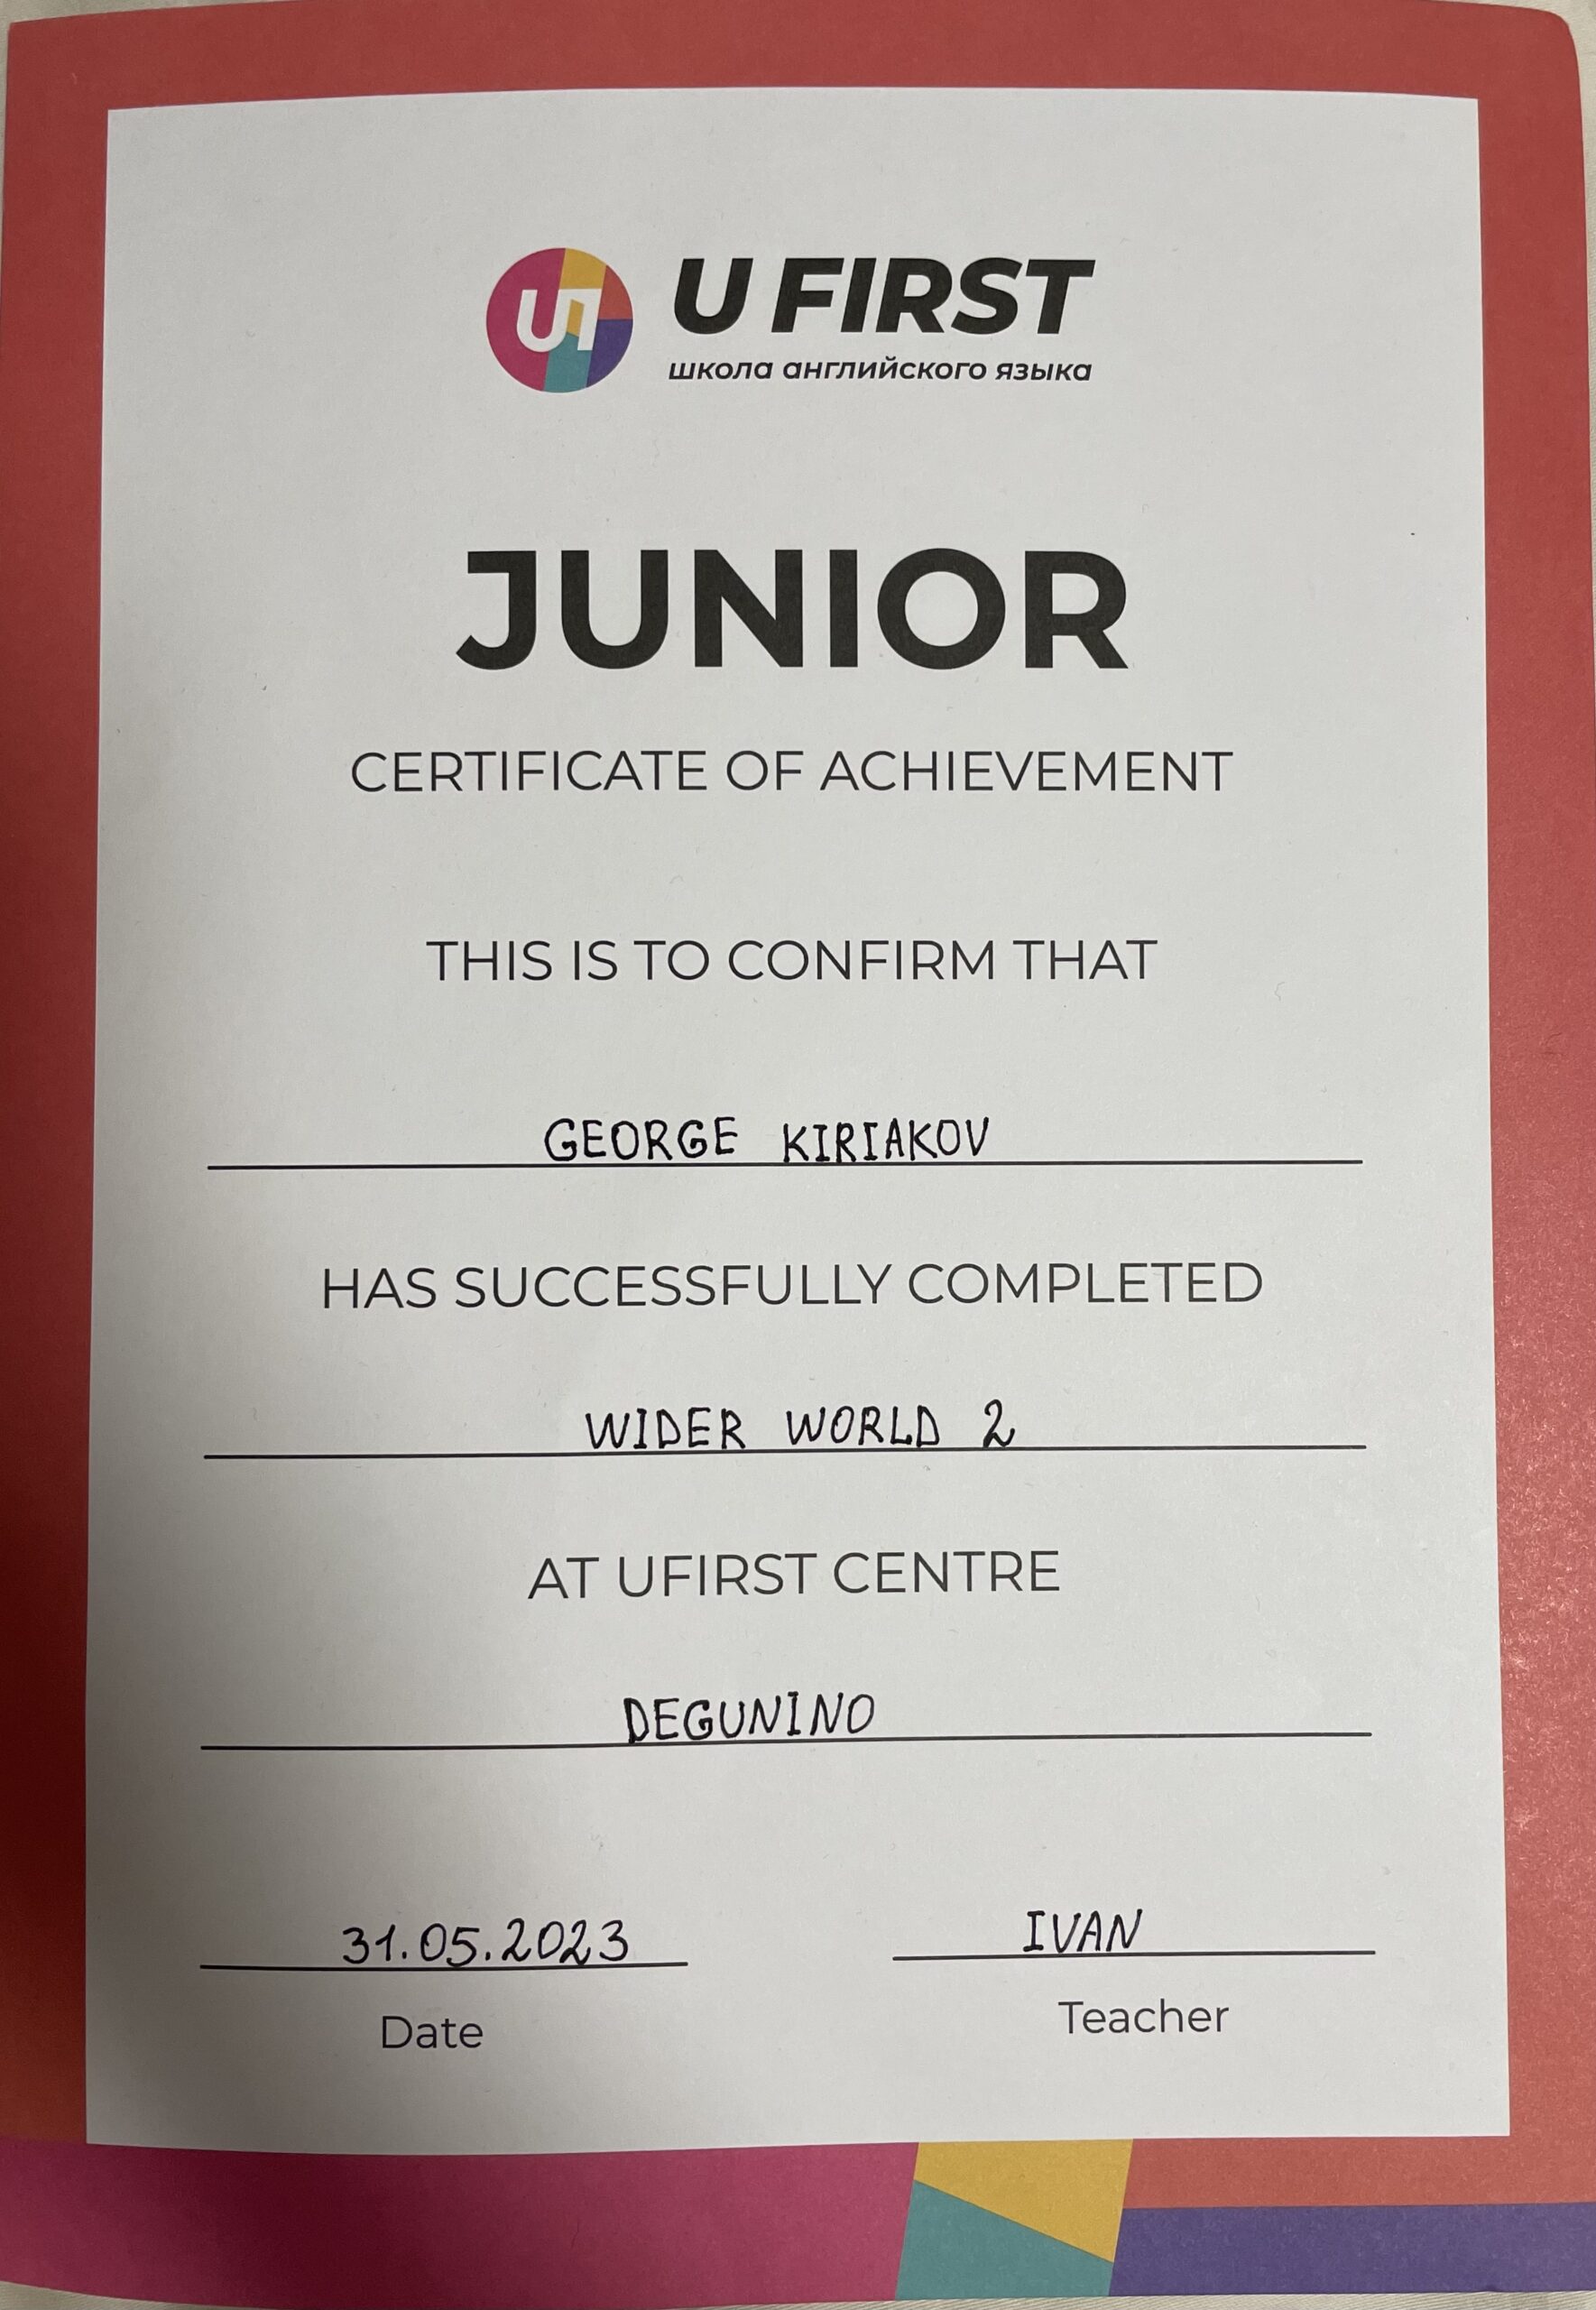 U1 U FIRST
школа английского языка
JUNIOR
CERTIFICATE OF ACHIEVEMENT
THIS IS TO CONFIRM THAT
GEORGE KIRIAKOV
HAS SUCCESSFULLY COMPLETED
WIDER WORLD 2
AT UFIRST CENTRE
DEGUNINO
31.05.2023 IVAN
Date Teacher